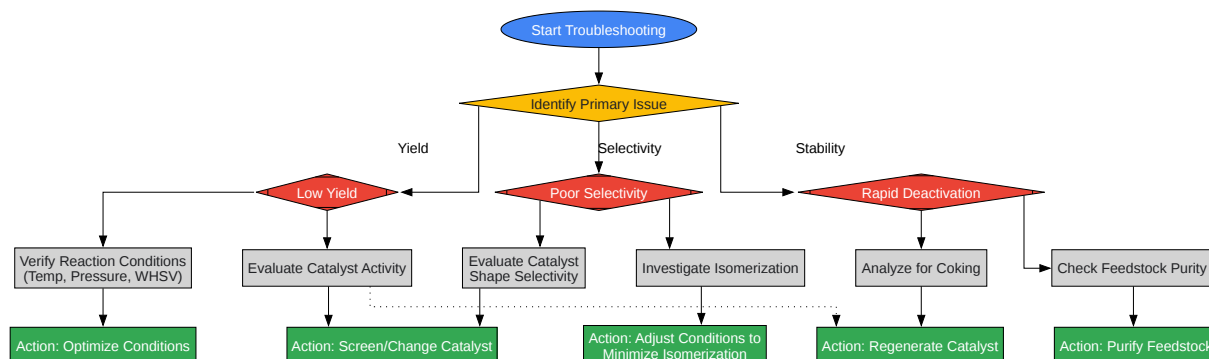 Start Troubleshooting
Identify Primary Issue
Yield
Selectivity
Stability
Low Yield
Poor Selectivity
Rapid Deactivation
Verify Reaction Conditions
(Temp, Pressure, WHSV)
Evaluate Catalyst Activity
Evaluate Catalyst
Shape Selectivity
Investigate Isomerization
Analyze for Coking
Check Feedstock Purity
Action: Optimize Conditions
Action: Screen/Change Catalyst
Action: Adjust Conditions to
Minimize Isomerization
Action: Regenerate Catalyst
Action: Purify Feedstock